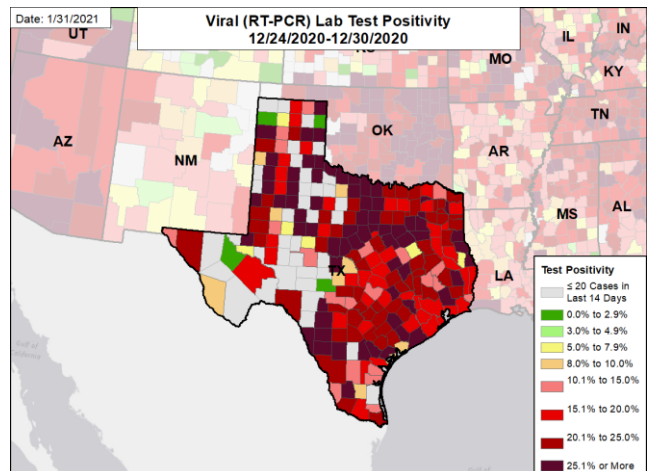 Date: 1/31/2021
Viral (RT-PCR) Lab Test Positivity
12/24/2020-12/30/2020
UT
MO
IL
IN
KY
AZ
NM
OK
AR
TN
MS
AL
LA
TX
Gulf of
California
Test Positivity
≤ 20 Cases in
Last 14 Days
0.0% to 2.9%
3.0% to 4.9%
5.0% to 7.9%
8.0% to 10.0%
10.1% to 15.0%
15.1% to 20.0%
20.1% to 25.0%
25.1% or More